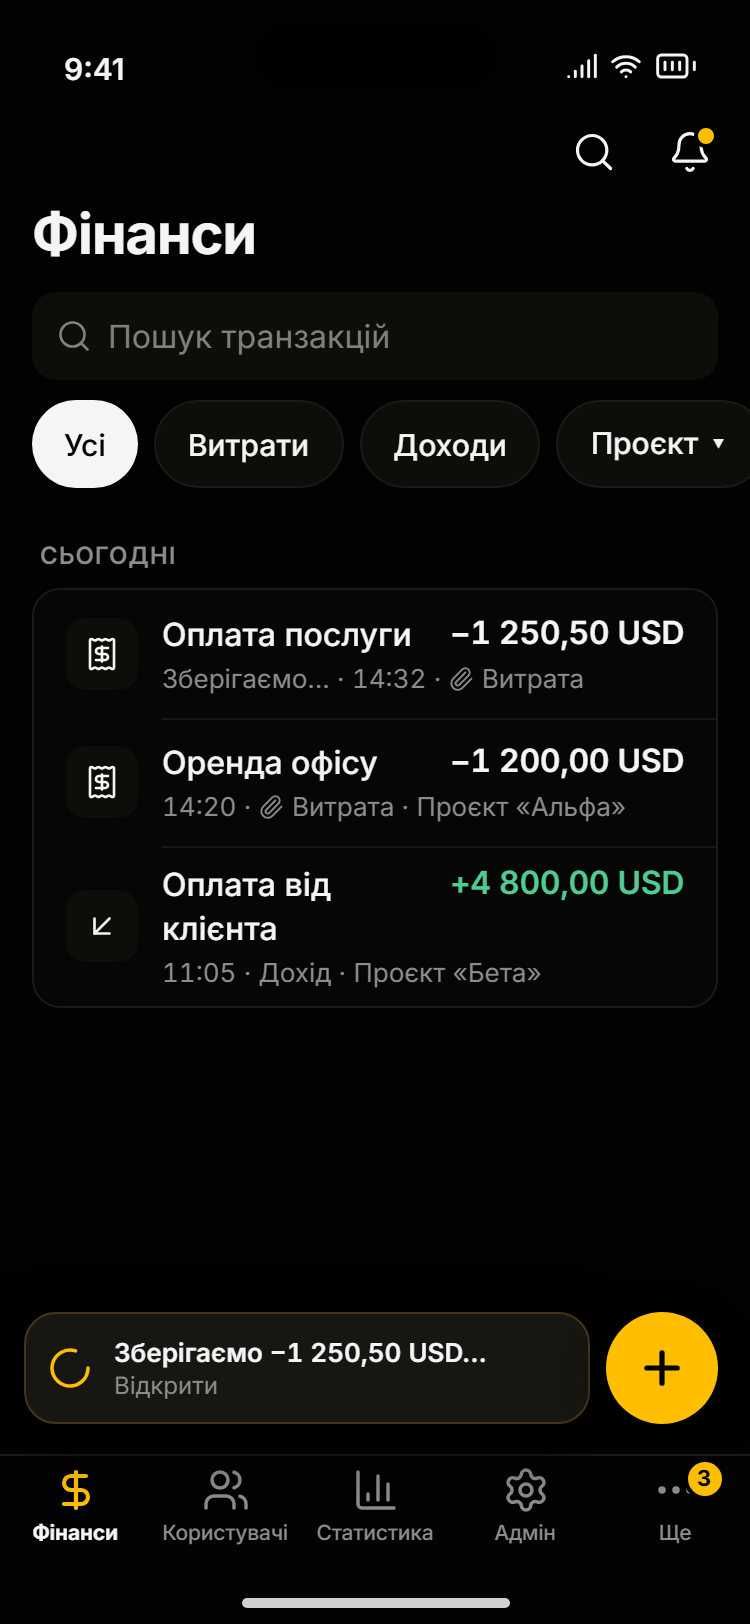 9:41
Фінанси
Пошук транзакцій
Усі
Витрати
Доходи
Проєкт ▼
СЬОГОДНІ
Оплата послуги −1 250,50 USD
Зберігаємо... · 14:32 · Витрата
Оренда офісу −1 200,00 USD
14:20 · Витрата · Проєкт «Альфа»
Оплата від +4 800,00 USD
клієнта
11:05 · Дохід · Проєкт «Бета»
Зберігаємо −1 250,50 USD...
Відкрити
3
Фінанси
Користувачі
Статистика
Адмін
Ще